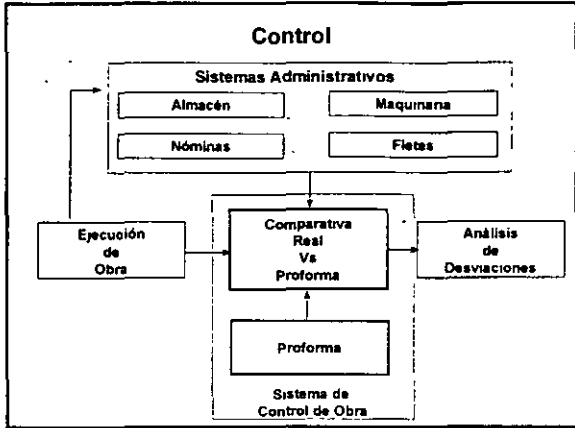 Control
Sistemas Administrativos
Almacén
Maquinaria
Nóminas
Fletes
Ejecución
de
Obra
Comparativa
Real
Vs
Proforma
Análisis
de
Desviaciones
Proforma
Sistema de
Control de Obra